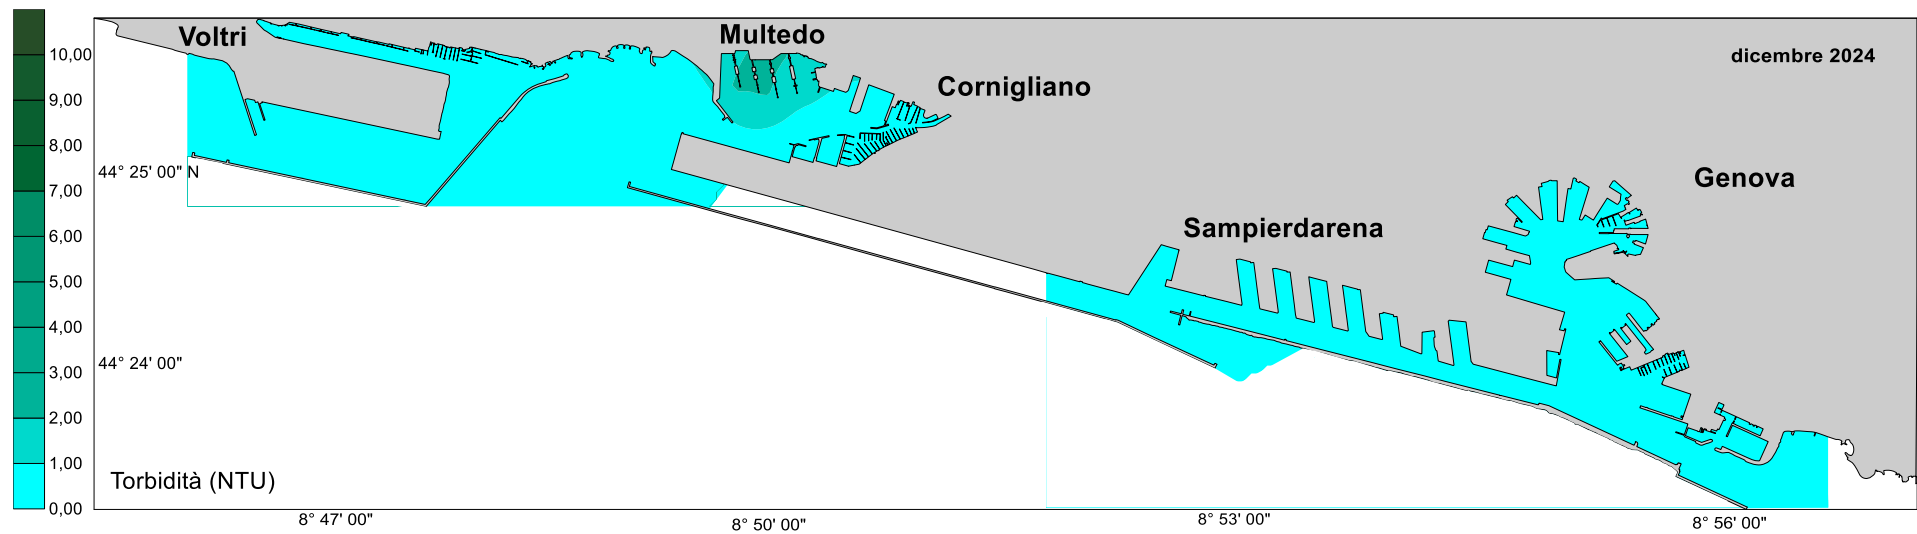 Voltri
Multedo
dicembre 2024
Cornigliano
Genova
Sampierdarena
10,00
9,00
8,00
7,00
6,00
5,00
4,00
3,00
2,00
1,00
0,00
44° 25' 00" N
44° 24' 00"
Torbidità (NTU)
8° 47' 00"
8° 50' 00"
8° 53' 00"
8° 56' 00"